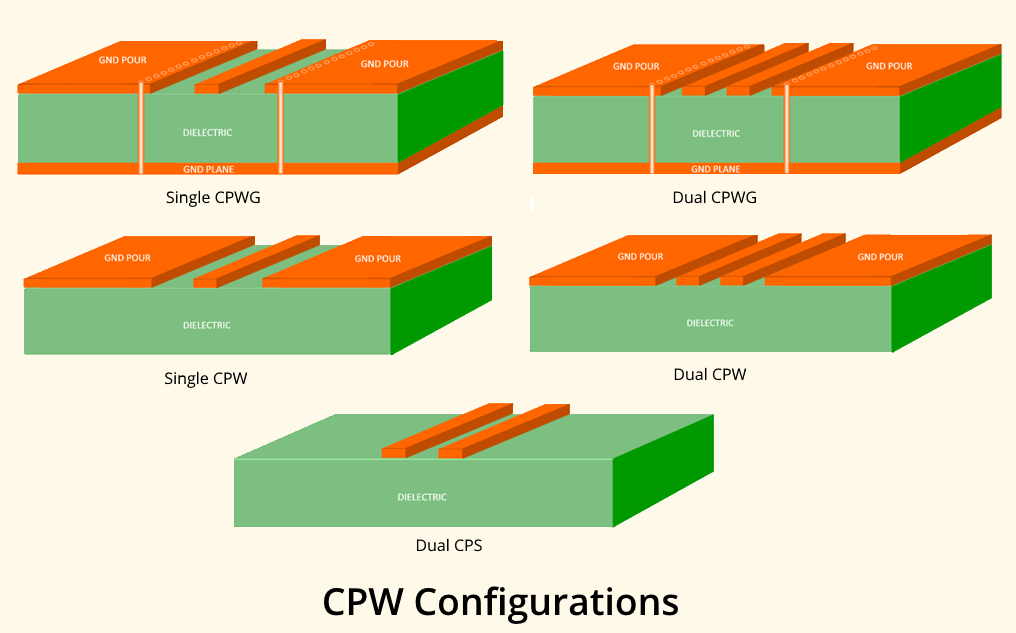 GND POUR
GND POUR
DIELECTRIC
GND PLANE
Single CPWG
GND POUR
GND POUR
DIELECTRIC
GND PLANE
Dual CPWG
GND POUR
GND POUR
DIELECTRIC
Single CPW
GND POUR
GND POUR
DIELECTRIC
Dual CPW
DIELECTRIC
Dual CPS
CPW Configurations